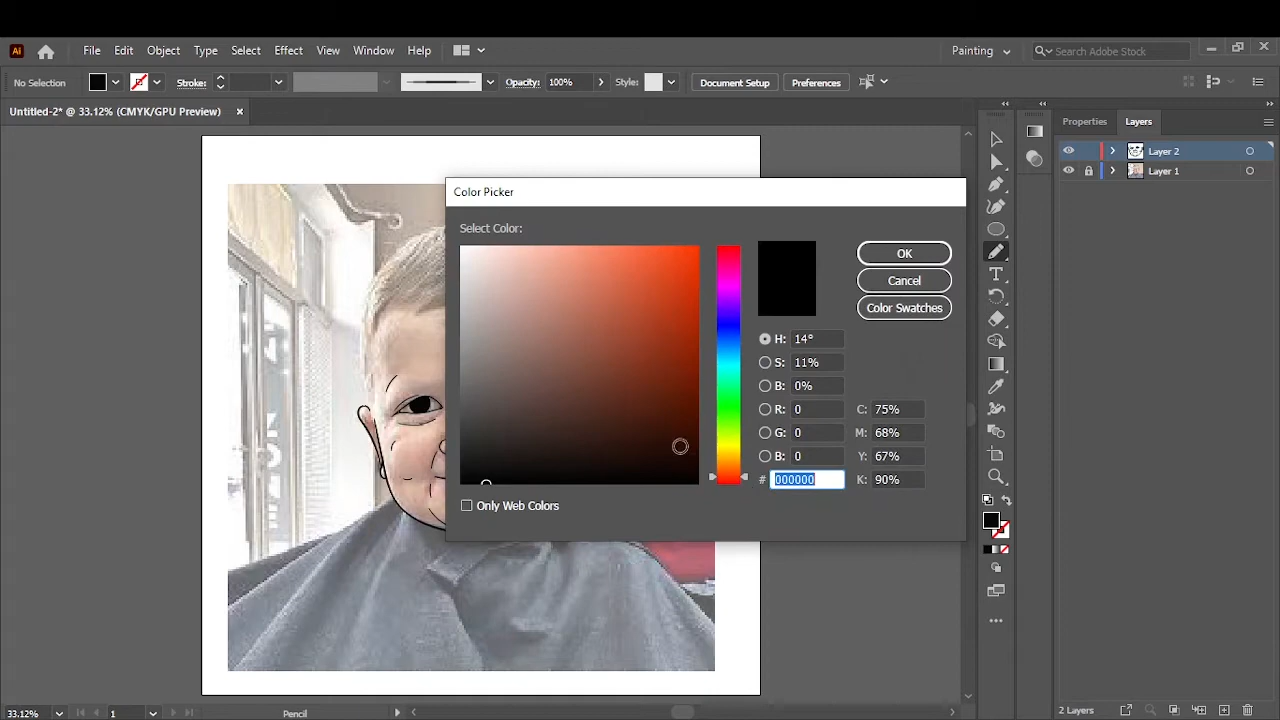 Ai File Edit Object Type Select Effect View Window Help Painting Search Adobe Stock
No Selection Stroke: Opacity: 100% Style: Document Setup Preferences
Untitled-2* @ 33.12% (CMYK/GPU Preview) ×
Properties Layers
Layer 2
Layer 1
Color Picker
Select Color:
OK
Cancel
Color Swatches
H: 14°
S: 11%
B: 0%
R: 0 C: 75%
G: 0 M: 68%
B: 0 Y: 67%
# 000000 K: 90%
Only Web Colors
33.12% 1 Pencil 2 Layers